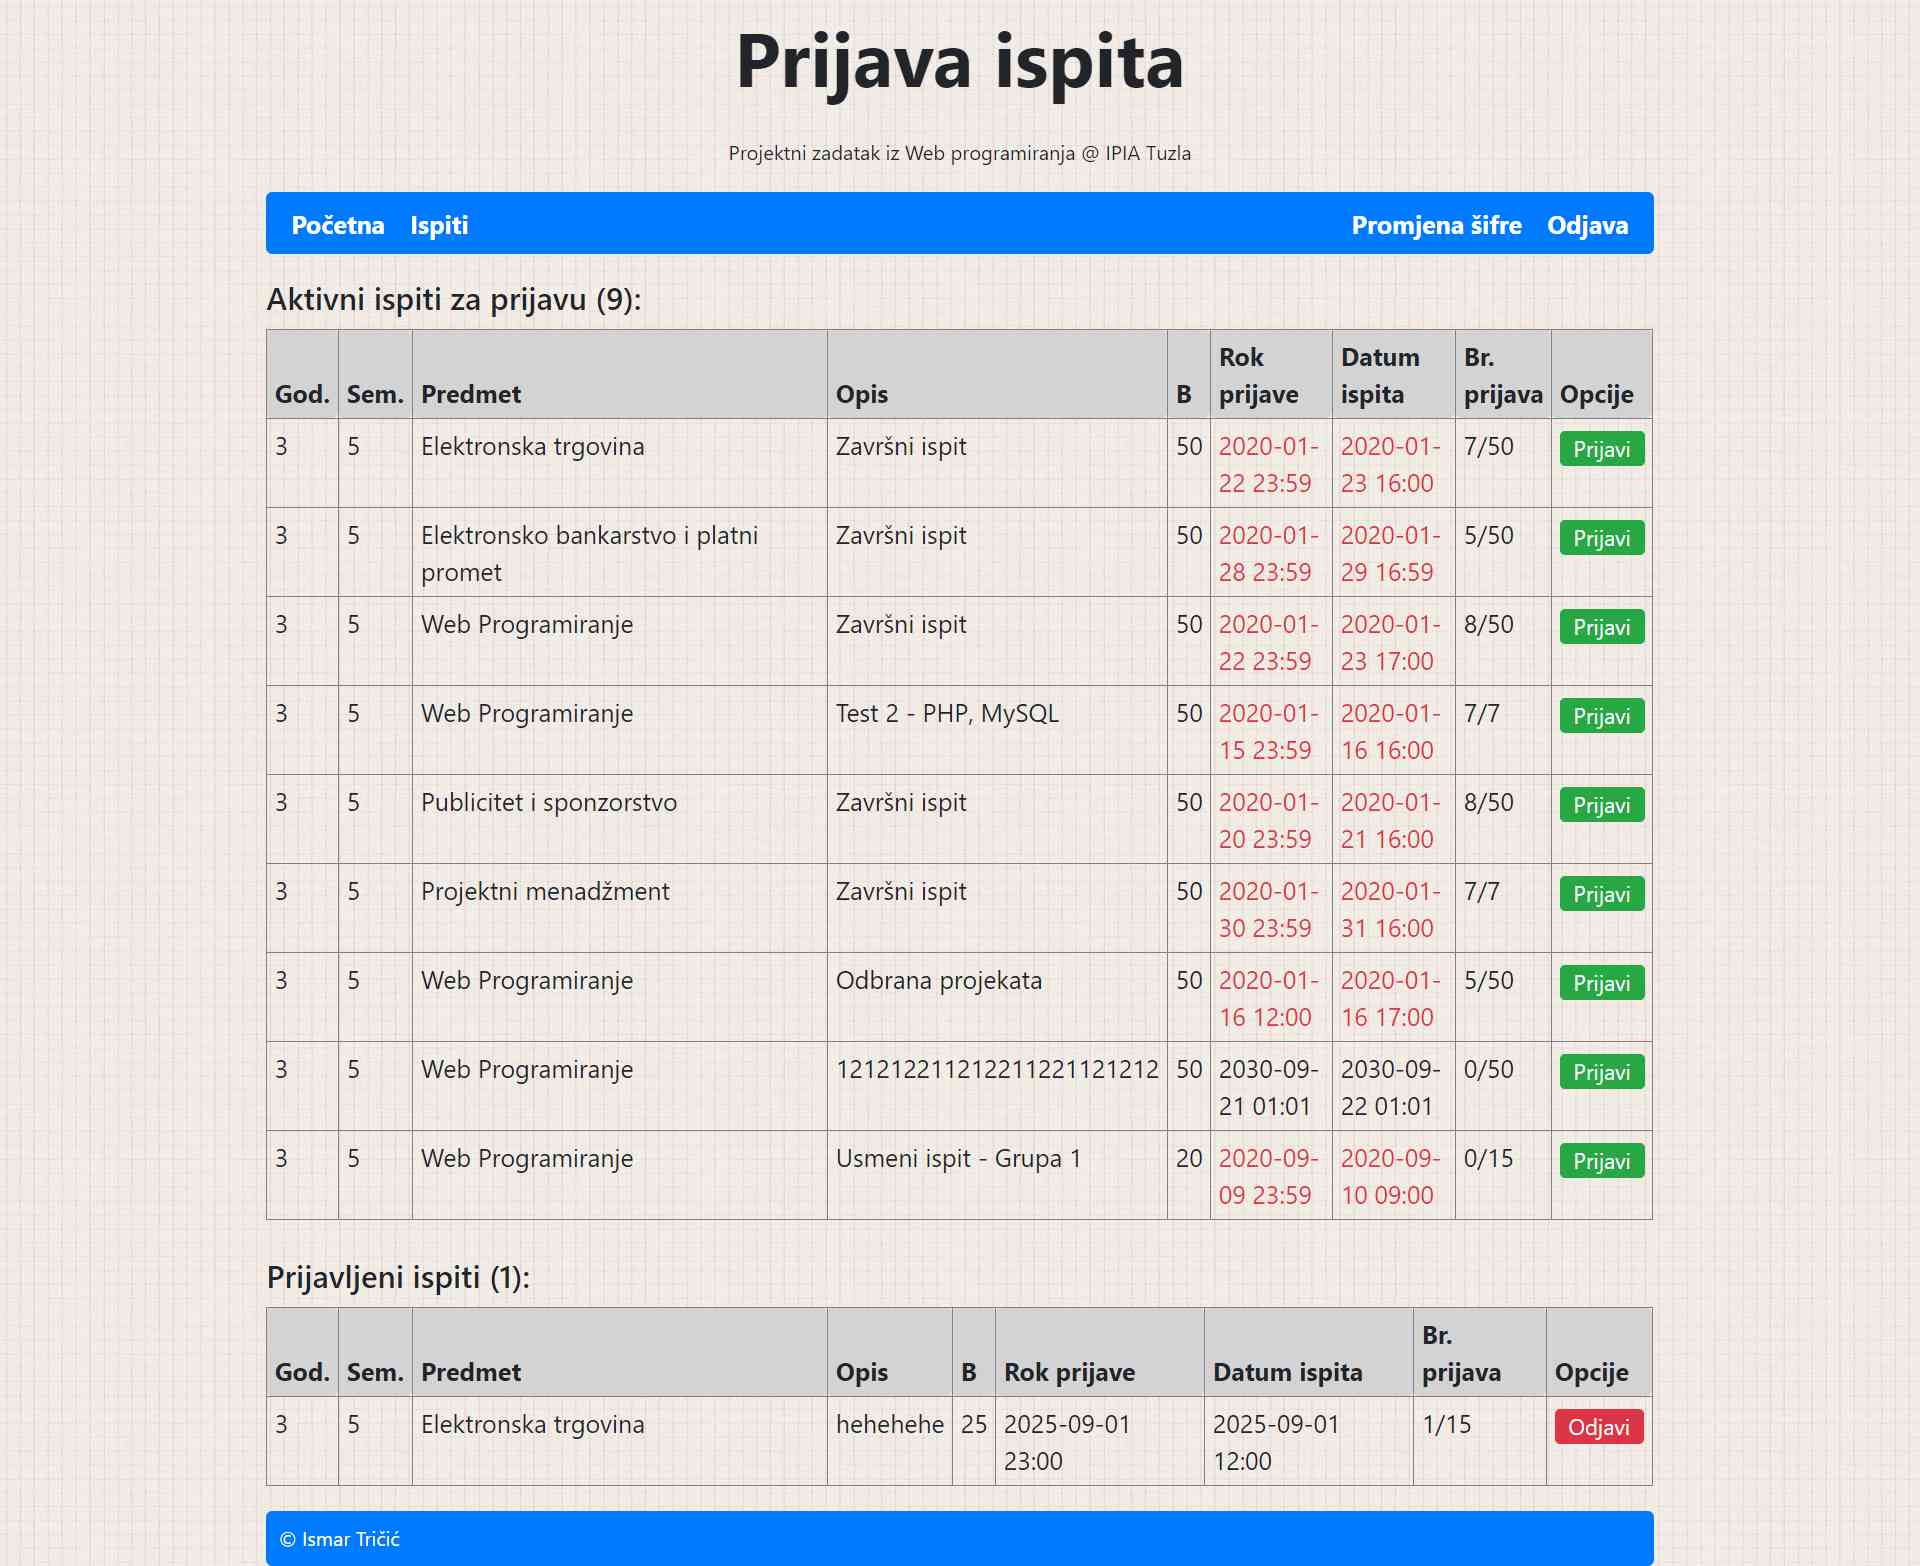 Prijava ispita
Projektni zadatak iz Web programiranja @ IPIA Tuzla
Početna Ispiti Promjena šifre Odjava
Aktivni ispiti za prijavu (9):
God. Sem. Predmet Opis B Rok prijave Datum ispita Br. prijava Opcije
3 5 Elektronska trgovina Završni ispit 50 2020-01-22 23:59 2020-01-23 16:00 7/50 Prijavi
3 5 Elektronsko bankarstvo i platni promet Završni ispit 50 2020-01-28 23:59 2020-01-29 16:59 5/50 Prijavi
3 5 Web Programiranje Završni ispit 50 2020-01-22 23:59 2020-01-23 17:00 8/50 Prijavi
3 5 Web Programiranje Test 2 - PHP, MySQL 50 2020-01-15 23:59 2020-01-16 16:00 7/7 Prijavi
3 5 Publicitet i sponzorstvo Završni ispit 50 2020-01-20 23:59 2020-01-21 16:00 8/50 Prijavi
3 5 Projektni menadžment Završni ispit 50 2020-01-30 23:59 2020-01-31 16:00 7/7 Prijavi
3 5 Web Programiranje Odbrana projekata 50 2020-01-16 12:00 2020-01-16 17:00 5/50 Prijavi
3 5 Web Programiranje 121212211212211221121212 50 2030-09-21 01:01 2030-09-22 01:01 0/50 Prijavi
3 5 Web Programiranje Usmeni ispit - Grupa 1 20 2020-09-09 23:59 2020-09-10 09:00 0/15 Prijavi
Prijavljeni ispiti (1):
God. Sem. Predmet Opis B Rok prijave Datum ispita Br. prijava Opcije
3 5 Elektronska trgovina hehehehe 25 2025-09-01 23:00 2025-09-01 12:00 1/15 Odjavi
© Ismar Tričić